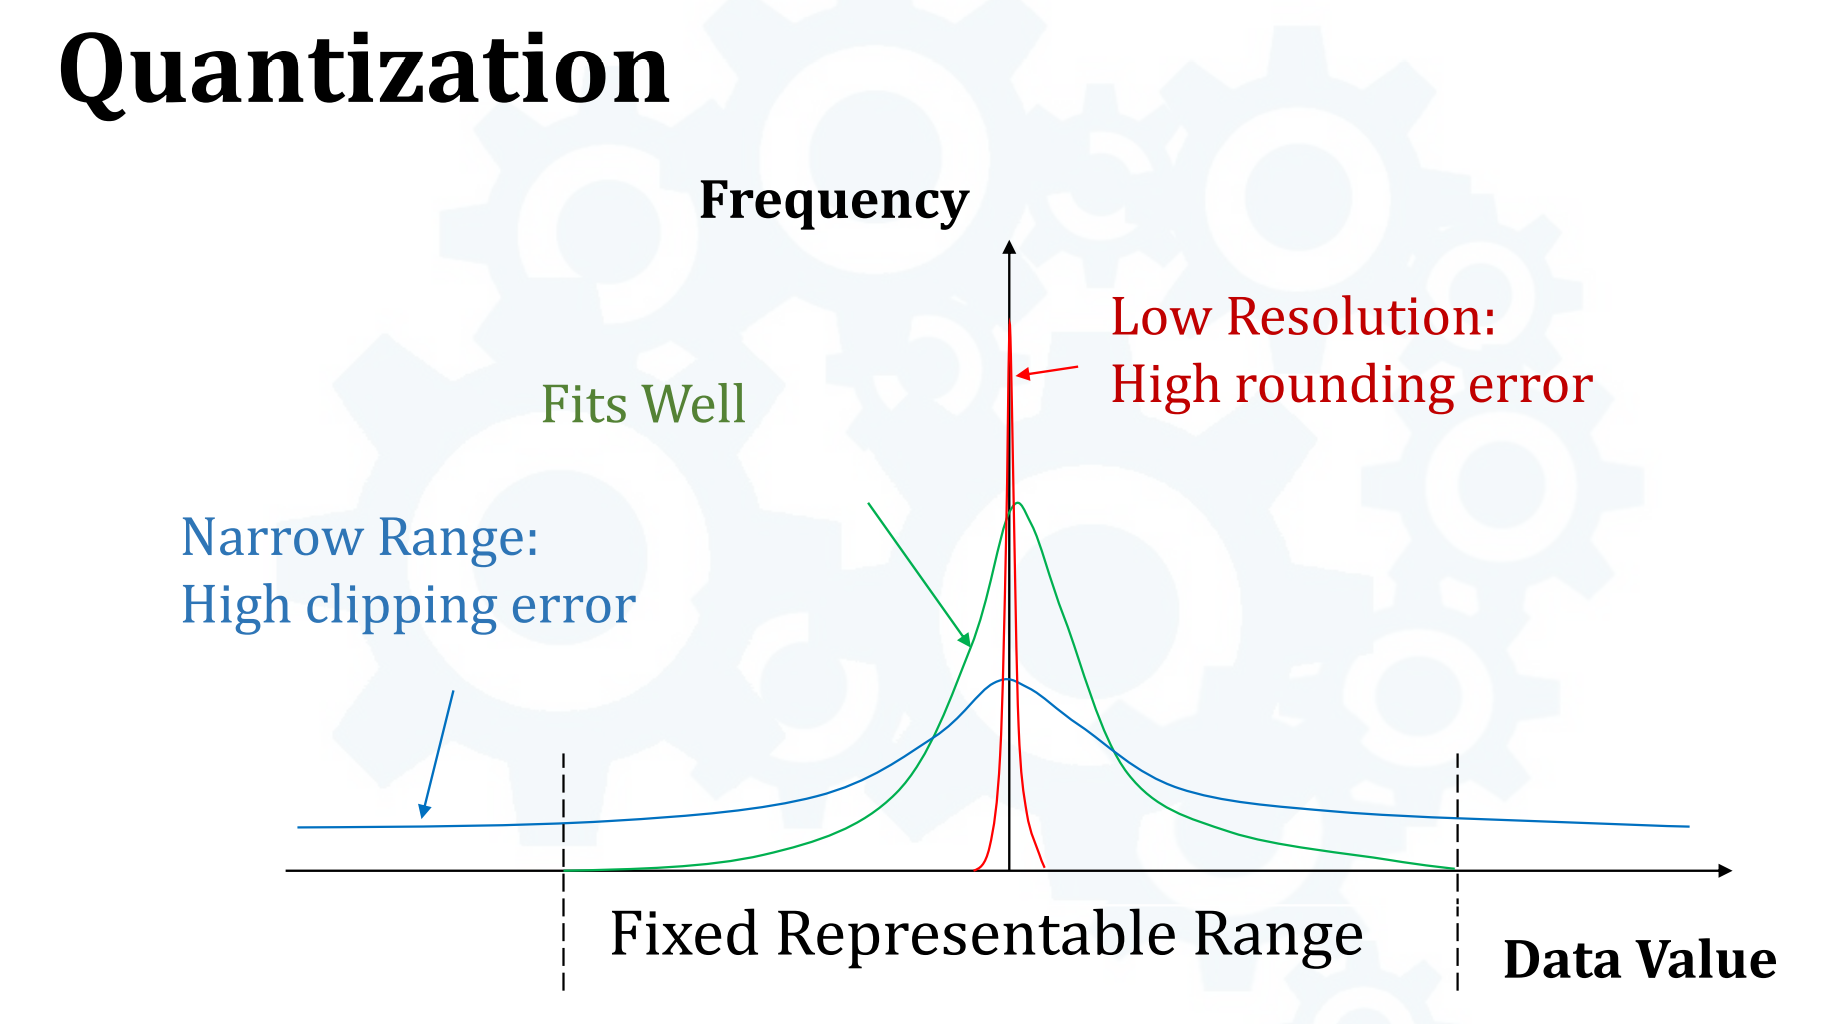 Quantization
Frequency
Low Resolution:
High rounding error
Fits Well
Narrow Range:
High clipping error
Fixed Representable Range
Data Value